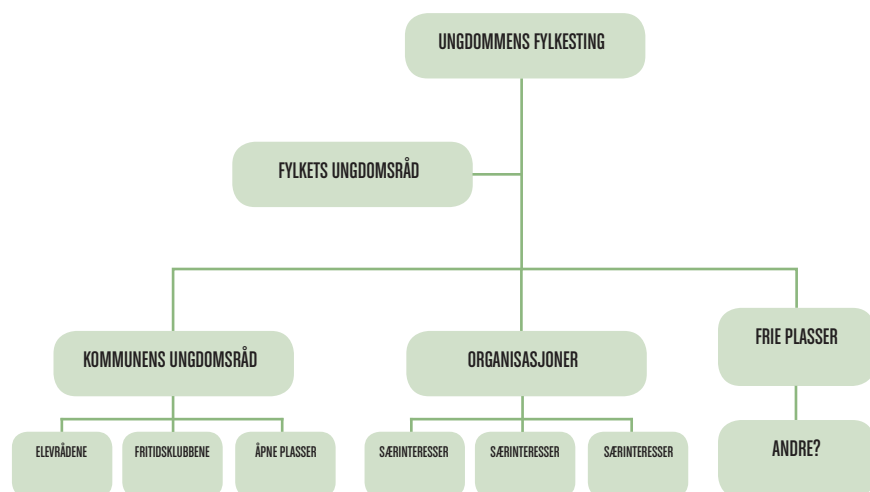 UNGDOMMENS FYLKESTING
FYLKETS UNGDOMSRÅD
KOMMUNENS UNGDOMSRÅD
ORGANISASJONER
FRIE PLASSER
ELEVRÅDENE
FRITIDSKLUBBENE
ÅPNE PLASSER
SÆRINTERESSER
SÆRINTERESSER
SÆRINTERESSER
ANDRE?